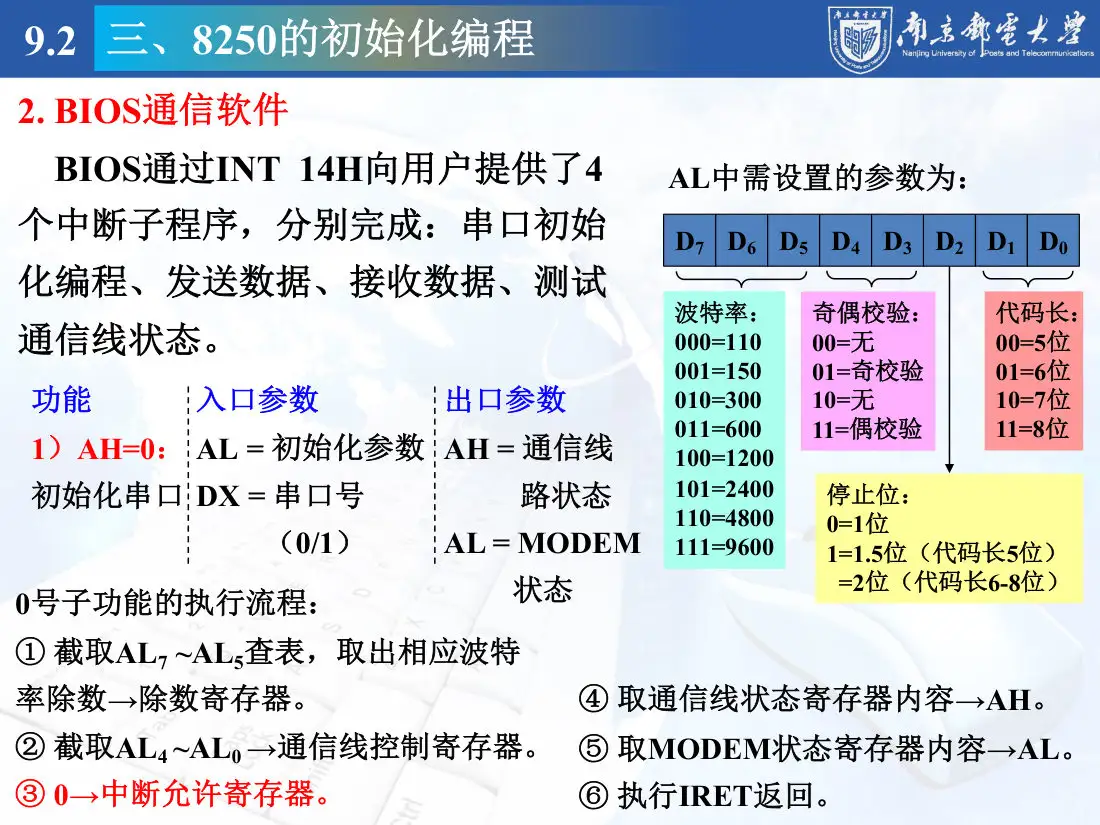 9.2 三、8250的初始化编程
南京邮电大学
Nanjing University of Posts and Telecommunications
2. BIOS通信软件
BIOS通过INT 14H向用户提供了4
个中断子程序，分别完成：串口初始
化编程、发送数据、接收数据、测试
通信线状态。
功能 入口参数 出口参数
1）AH=0： AL = 初始化参数 AH = 通信线
初始化串口 DX = 串口号 路状态
（0/1） AL = MODEM
状态
AL中需设置的参数为：
D7 D6 D5 D4 D3 D2 D1 D0
波特率：
000=110
001=150
010=300
011=600
100=1200
101=2400
110=4800
111=9600
奇偶校验：
00=无
01=奇校验
10=无
11=偶校验
代码长：
00=5位
01=6位
10=7位
11=8位
停止位：
0=1位
1=1.5位（代码长5位）
=2位（代码长6-8位）
0号子功能的执行流程：
① 截取AL7 ~AL5查表，取出相应波特
率除数→除数寄存器。
② 截取AL4 ~AL0 →通信线控制寄存器。
③ 0→中断允许寄存器。
④ 取通信线状态寄存器内容→AH。
⑤ 取MODEM状态寄存器内容→AL。
⑥ 执行IRET返回。